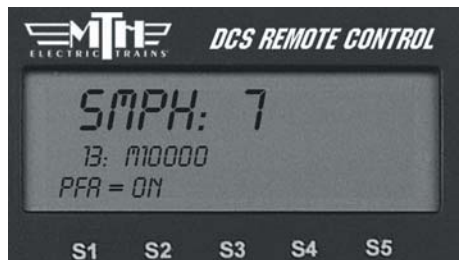 MTH DCS REMOTE CONTROL
ELECTRIC TRAINS
SMPH: 7
13: M10000
PFA = ON
S1 S2 S3 S4 S5